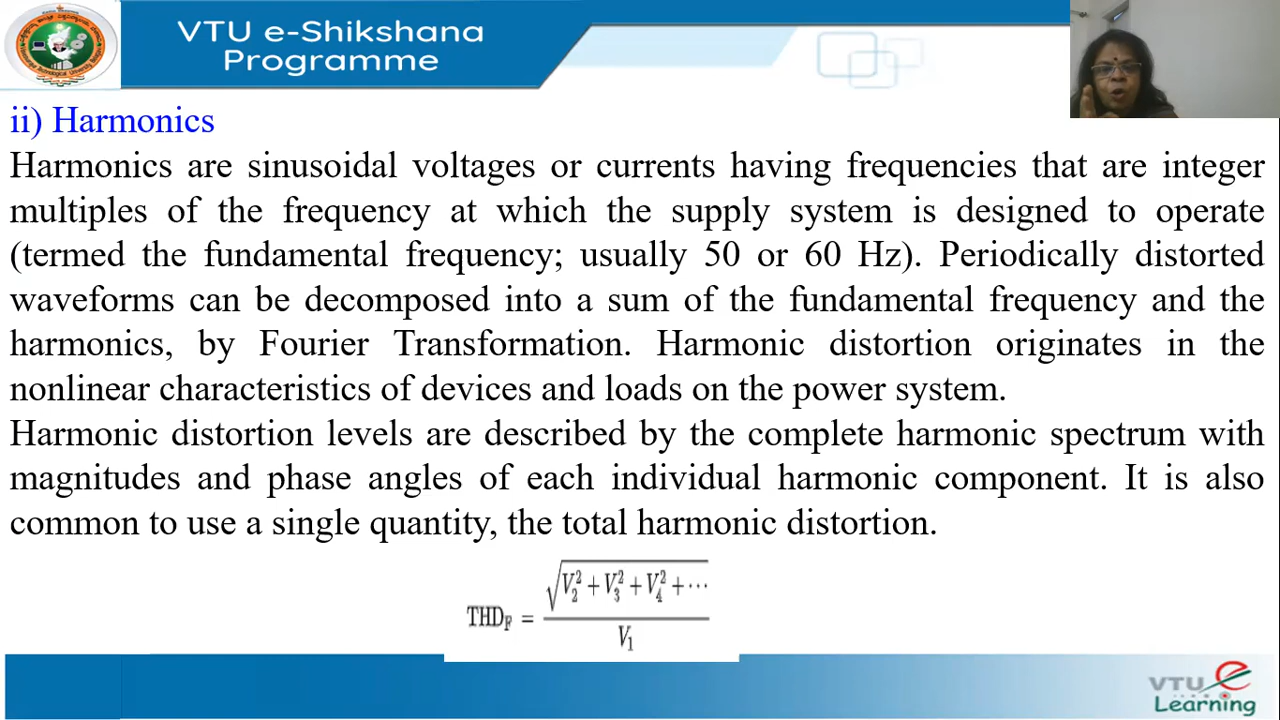 VTU e-Shikshana
Programme
ii) Harmonics
Harmonics are sinusoidal voltages or currents having frequencies that are integer
multiples of the frequency at which the supply system is designed to operate
(termed the fundamental frequency; usually 50 or 60 Hz). Periodically distorted
waveforms can be decomposed into a sum of the fundamental frequency and the
harmonics, by Fourier Transformation. Harmonic distortion originates in the
nonlinear characteristics of devices and loads on the power system.
Harmonic distortion levels are described by the complete harmonic spectrum with
magnitudes and phase angles of each individual harmonic component. It is also
common to use a single quantity, the total harmonic distortion.
THD_F = √(V₂² + V₃² + V₄² + ⋯) / V₁
VTU e
Learning